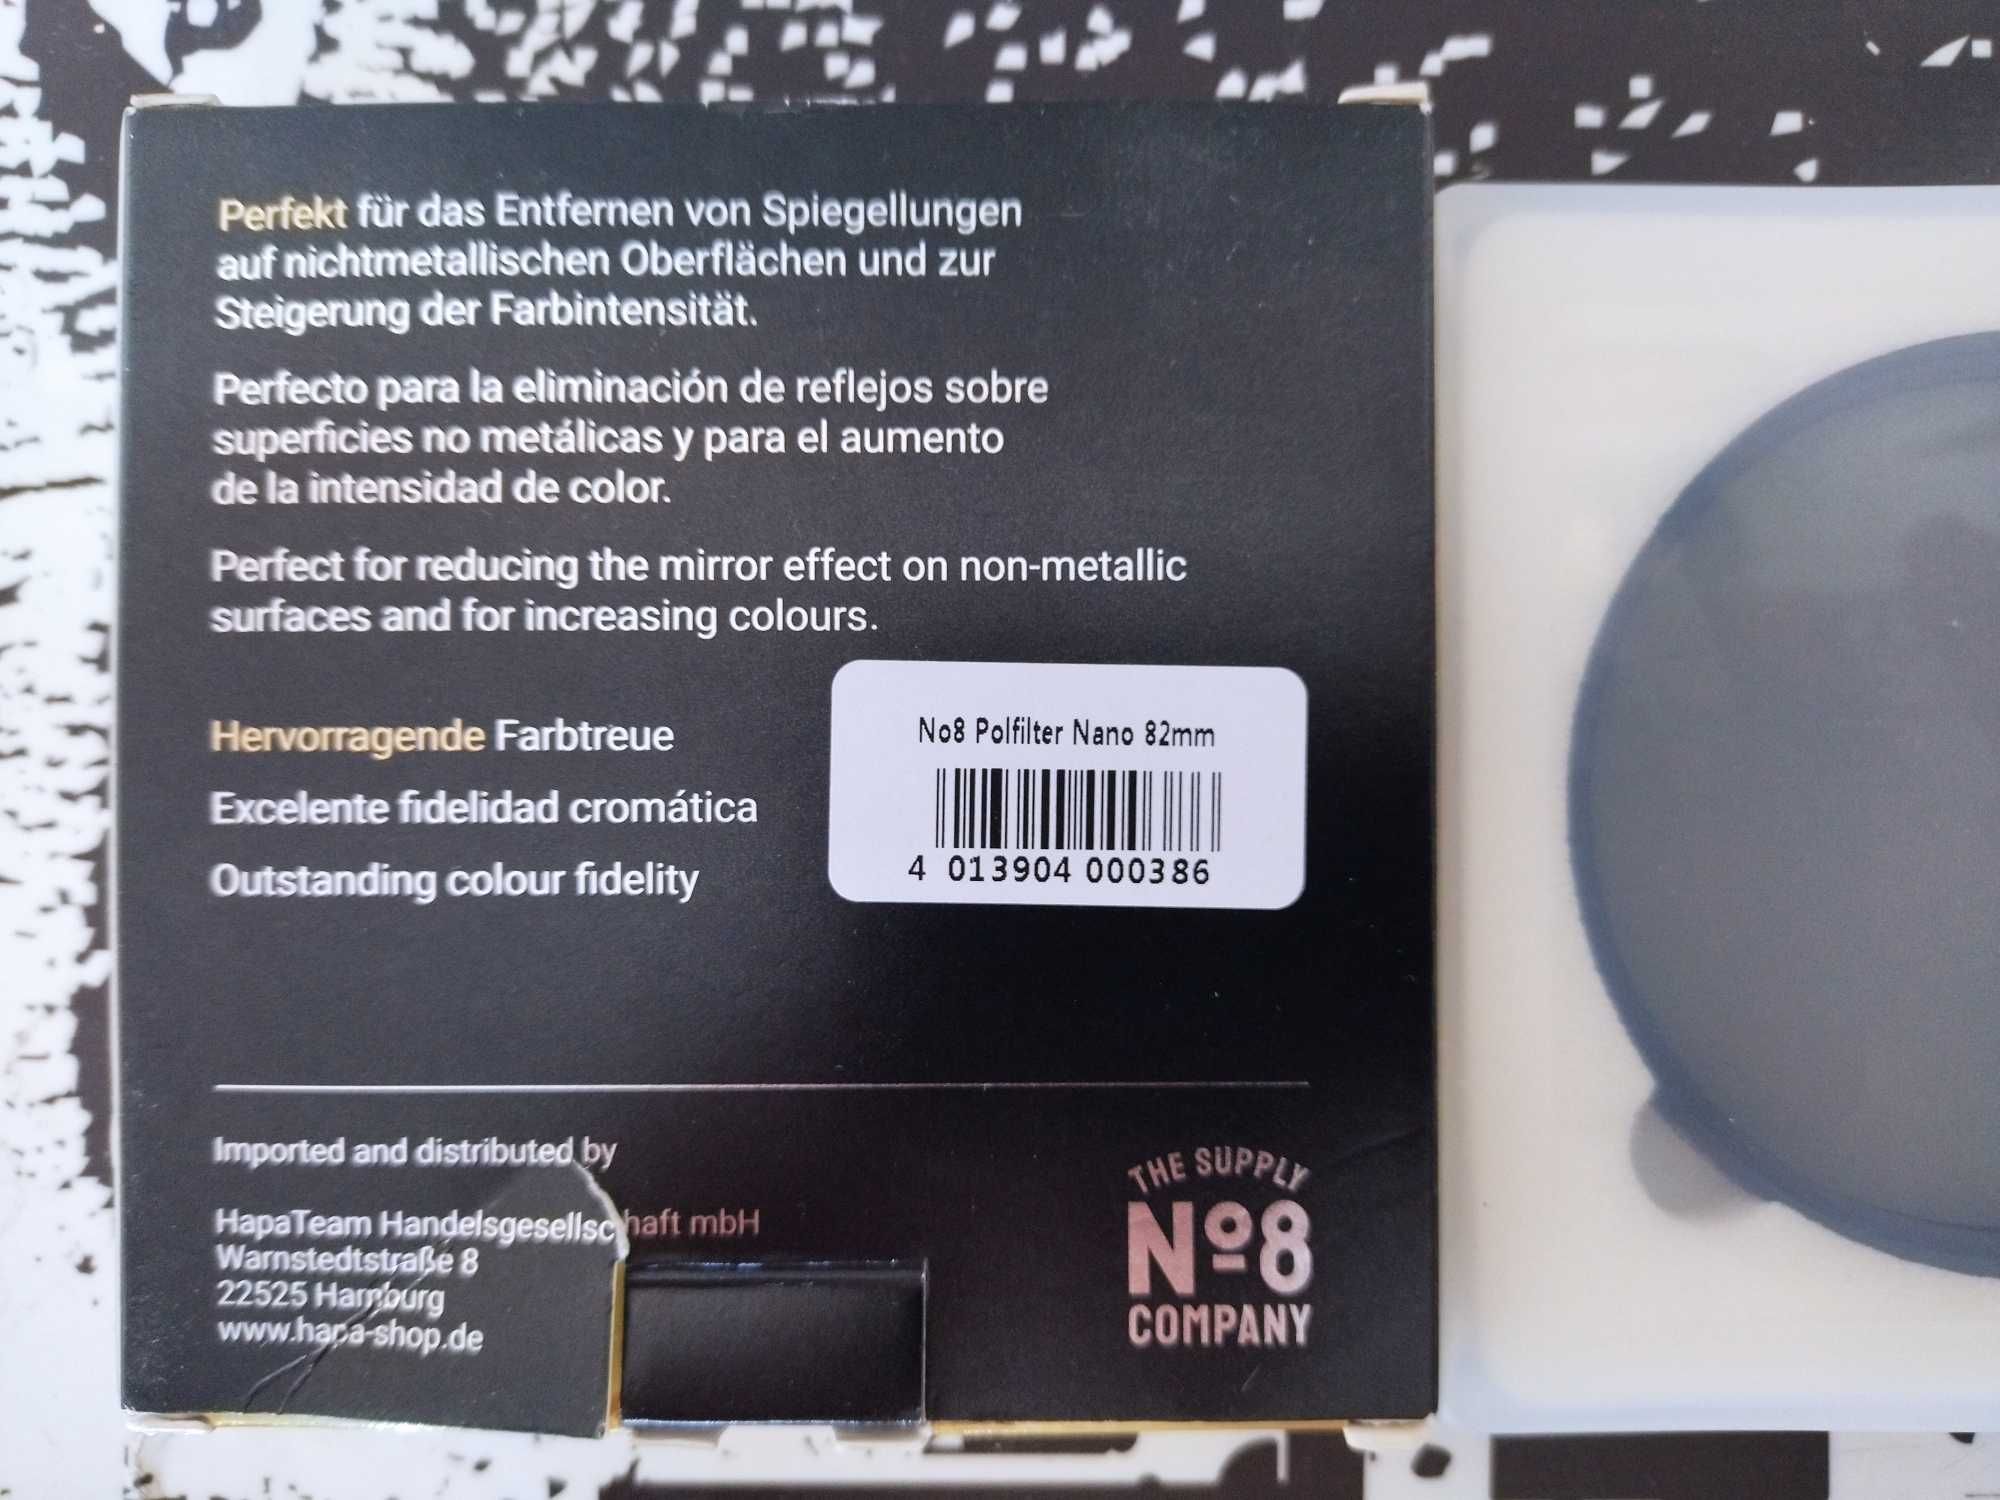 Perfekt für das Entfernen von Spiegellungen
auf nichtmetallischen Oberflächen und zur
Steigerung der Farbintensität.
Perfecto para la eliminación de reflejos sobre
superficies no metálicas y para el aumento
de la intensidad de color.
Perfect for reducing the mirror effect on non-metallic
surfaces and for increasing colours.
Hervorragende Farbtreue
Excelente fidelidad cromática
Outstanding colour fidelity
No8 Polfilter Nano 82mm
4 013904 000386
Imported and distributed by
HapaTeam Handelsgesellschaft mbH
Warnstedtstraße 8
22525 Hamburg
www.hapa-shop.de
THE SUPPLY
Nº8
COMPANY